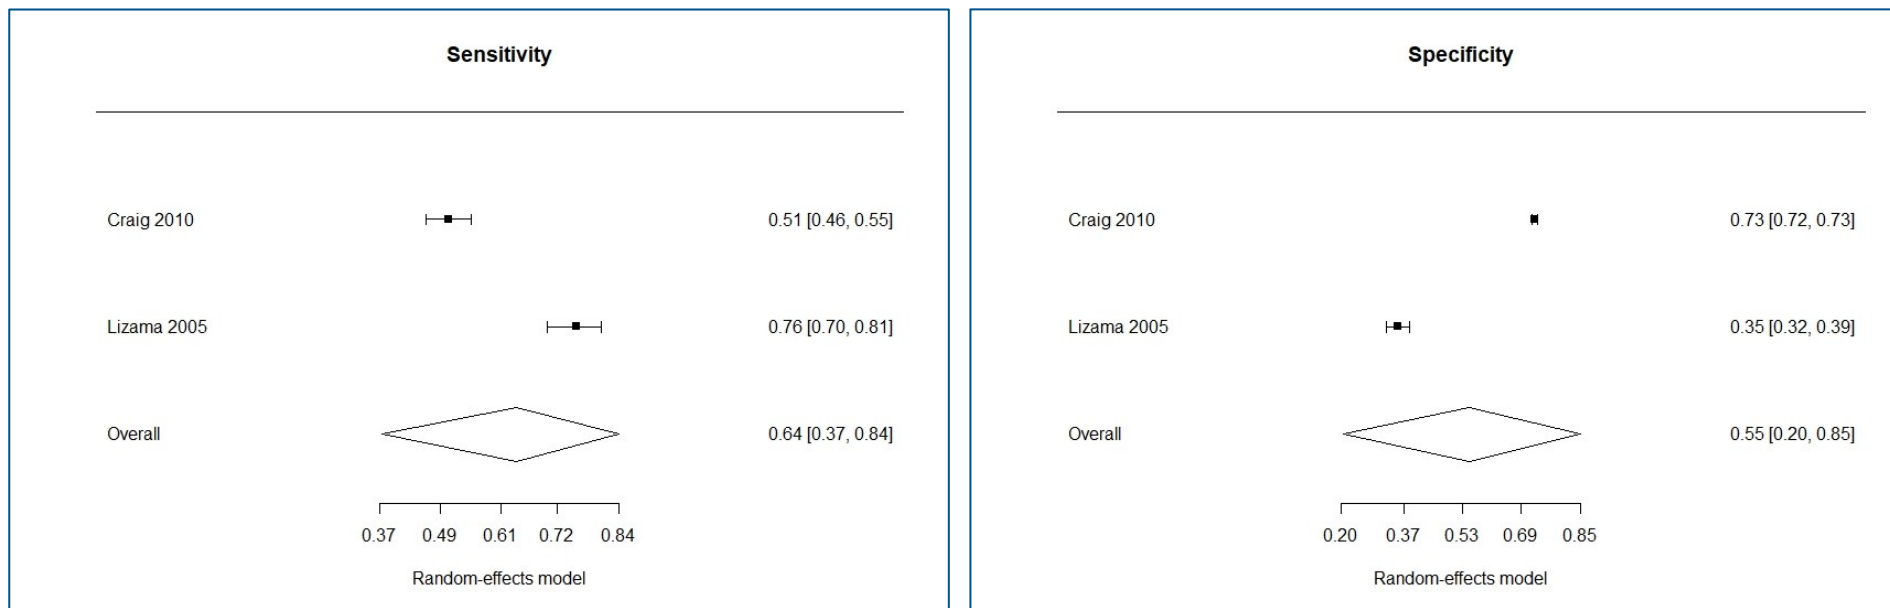 Sensitivity
Craig 2010 0.51 [0.46, 0.55]
Lizama 2005 0.76 [0.70, 0.81]
Overall 0.64 [0.37, 0.84]
0.37 0.49 0.61 0.72 0.84
Random-effects model
Specificity
Craig 2010 0.73 [0.72, 0.73]
Lizama 2005 0.35 [0.32, 0.39]
Overall 0.55 [0.20, 0.85]
0.20 0.37 0.53 0.69 0.85
Random-effects model